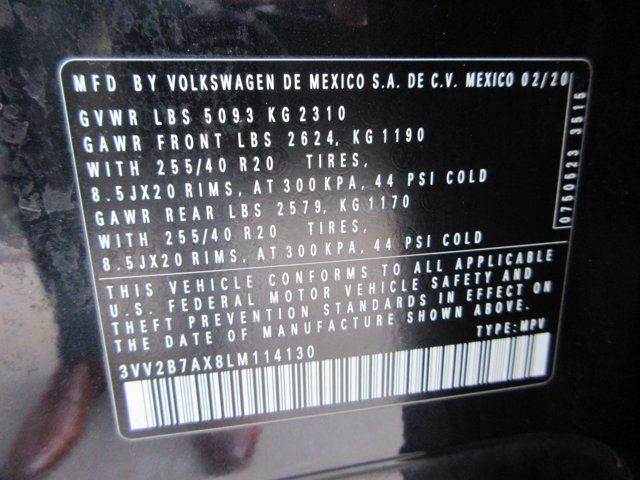 MFD BY VOLKSWAGEN DE MEXICO S.A. DE C.V. MEXICO 02/20
GVWR LBS 5093 KG 2310
GAWR FRONT LBS 2624, KG 1190
WITH 255/40 R20 TIRES,
8.5JX20 RIMS, AT 300 KPA, 44 PSI COLD
GAWR REAR LBS 2579, KG 1170
WITH 255/40 R20 TIRES,
8.5JX20 RIMS, AT 300 KPA, 44 PSI COLD
THIS VEHICLE CONFORMS TO ALL APPLICABLE
U.S. FEDERAL MOTOR VEHICLE SAFETY AND
THEFT PREVENTION STANDARDS IN EFFECT ON
THE DATE OF MANUFACTURE SHOWN ABOVE.
TYPE: MPV
3VV2B7AX8LM114130
0760523 3515